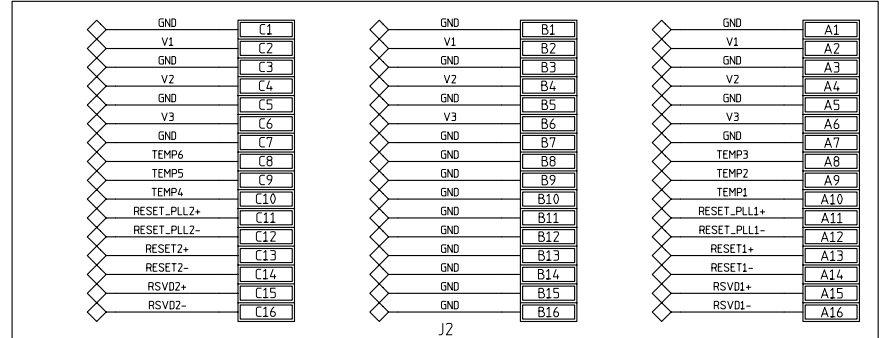 GND C1 GND B1 GND A1
V1 C2 V1 B2 V1 A2
GND C3 GND B3 GND A3
V2 C4 V2 B4 V2 A4
GND C5 GND B5 GND A5
V3 C6 V3 B6 V3 A6
GND C7 GND B7 GND A7
TEMP6 C8 GND B8 TEMP3 A8
TEMP5 C9 GND B9 TEMP2 A9
TEMP4 C10 GND B10 TEMP1 A10
RESET_PLL2+ C11 GND B11 RESET_PLL1+ A11
RESET_PLL2- C12 GND B12 RESET_PLL1- A12
RESET2+ C13 GND B13 RESET1+ A13
RESET2- C14 GND B14 RESET1- A14
RSVD2+ C15 GND B15 RSVD1+ A15
RSVD2- C16 GND B16 RSVD1- A16
J2